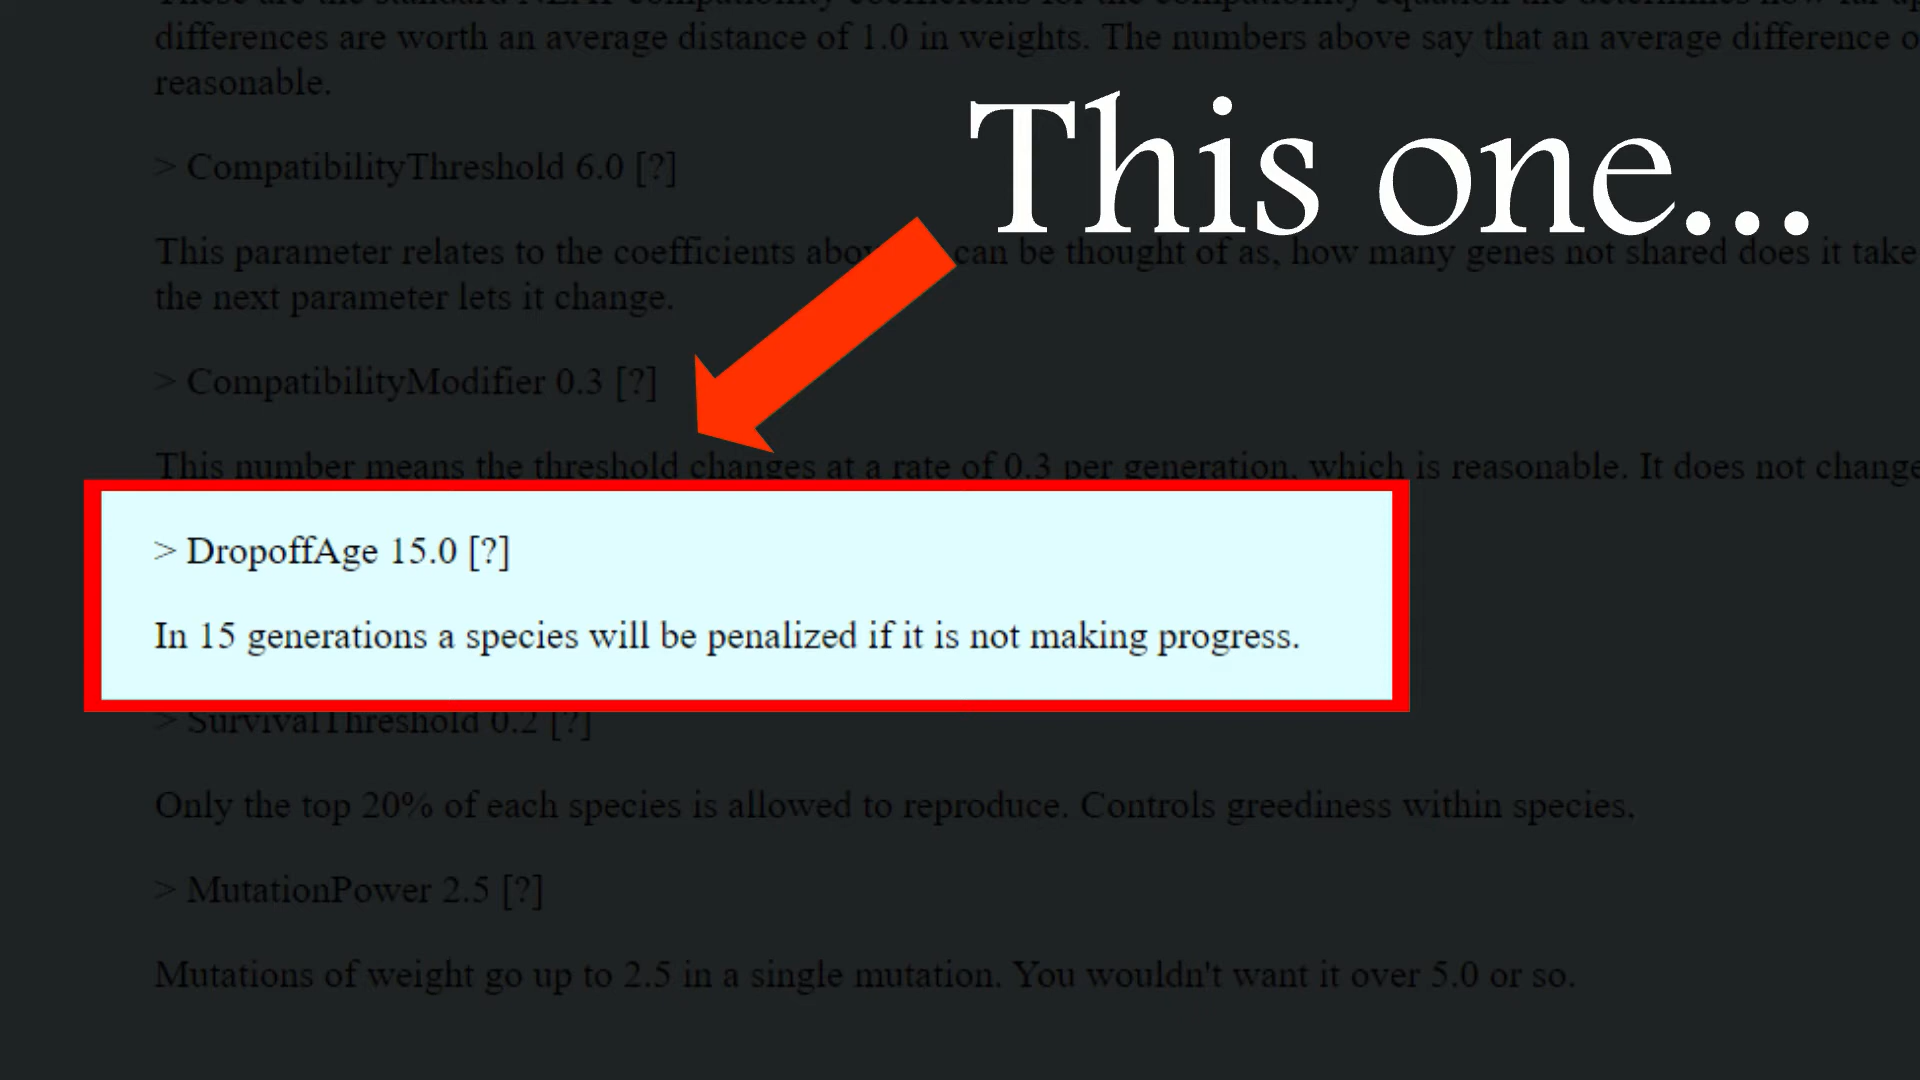 differences are worth an average distance of 1.0 in weights. The numbers above say that an average difference
reasonable.
This one...
> CompatibilityThreshold 6.0 [?]
This parameter relates to the coefficients can be thought of as, how many genes not shared does it take
the next parameter lets it change.
> CompatibilityModifier 0.3 [?]
This number means the threshold changes at a rate of 0.3 per generation, which is reasonable. It does not change
> DropoffAge 15.0 [?]
In 15 generations a species will be penalized if it is not making progress.
> SurvivalThreshold 0.2 [?]
Only the top 20% of each species is allowed to reproduce. Controls greediness within species.
> MutationPower 2.5 [?]
Mutations of weight go up to 2.5 in a single mutation. You wouldn't want it over 5.0 or so.